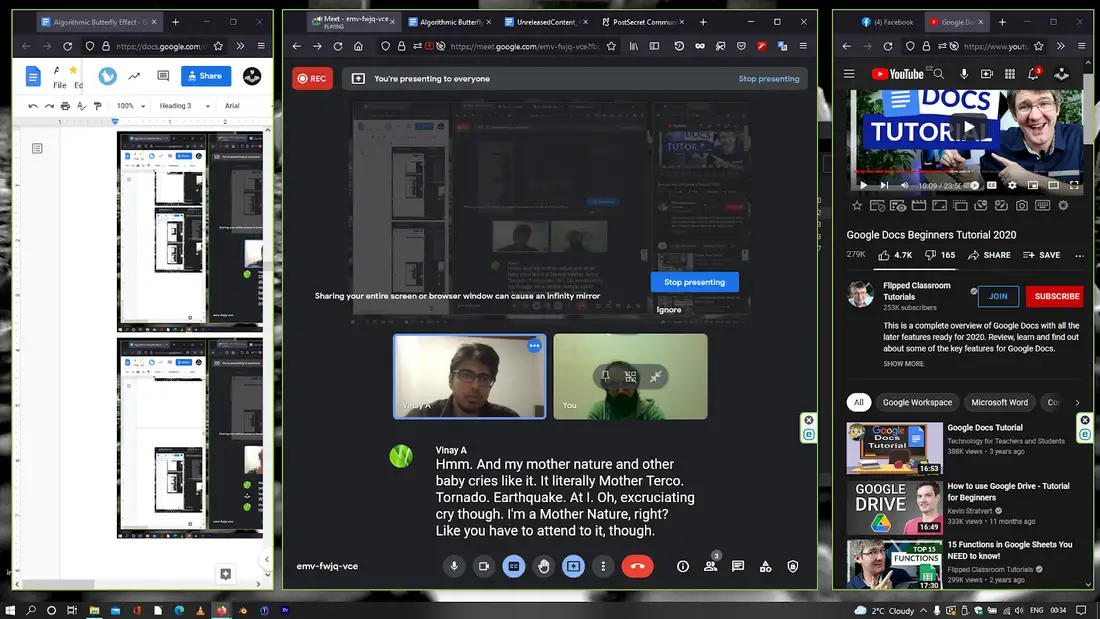 Algorithmic Butterfly Effect - G
https://docs.google.com/d
File
Ed
Share
100%
Heading 3
Arial
Meet - emv-fwjq-vce
PLAYING
Algorithmic Butterfly
UnreleasedContent_
PostSecret Commun
https://meet.google.com/emv-fwjq-vce?
REC
You're presenting to everyone
Stop presenting
Sharing your entire screen or browser window can cause an infinity mirror
Stop presenting
Ignore
Vinay A
You
Vinay A
Hmm. And my mother nature and other
baby cries like it. It literally Mother Terco.
Tornado. Earthquake. At I. Oh, excruciating
cry though. I'm a Mother Nature, right?
Like you have to attend to it, though.
emv-fwjq-vce
3
(4) Facebook
Google Do
https://www.yout
YouTube CZ
3
DOCS
TUTORIAL
10:09 / 23:50
Google Docs Beginners Tutorial 2020
279K
4.7K
165
SHARE
SAVE
Flipped Classroom
Tutorials
253K subscribers
JOIN
SUBSCRIBE
This is a complete overview of Google Docs with all the
later features ready for 2020. Review, learn and find out
about some of the key features for Google Docs.
SHOW MORE
All
Google Workspace
Microsoft Word
Google
Docs
Tutorial
16:53
Google Docs Tutorial
Technology for Teachers and Students
388K views • 3 years ago
GOOGLE
DRIVE
16:49
How to use Google Drive - Tutorial
for Beginners
Kevin Stratvert
333K views • 11 months ago
TOP 15
FUNCTIONS
17:30
15 Functions in Google Sheets You
NEED to know!
Flipped Classroom Tutorials
299K views • 2 years ago
2°C Cloudy
ENG
00:34